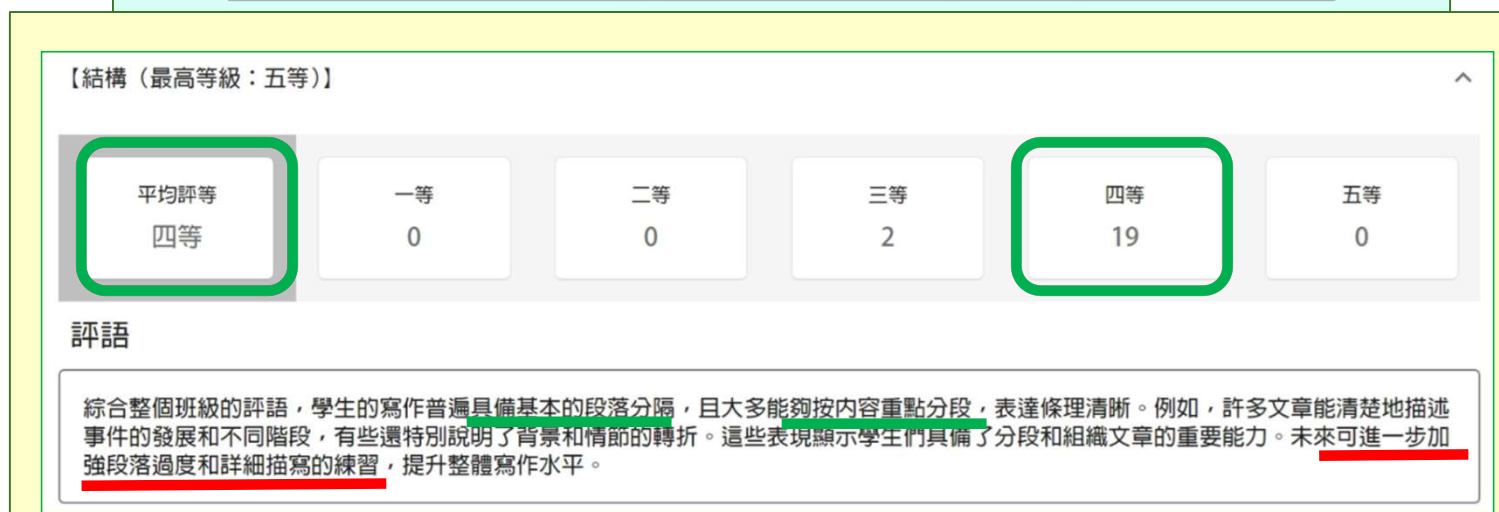 【結構（最高等級：五等）】
平均評等 一等 二等 三等 四等 五等
四等 0 0 2 19 0
評語
綜合整個班級的評語，學生的寫作普遍具備基本的段落分隔，且大多能夠按內容重點分段，表達條理清晰。例如，許多文章能清楚地描述
事件的發展和不同階段，有些還特別說明了背景和情節的轉折。這些表現顯示學生們具備了分段和組織文章的重要能力。未來可進一步加
強段落過度和詳細描寫的練習，提升整體寫作水平。